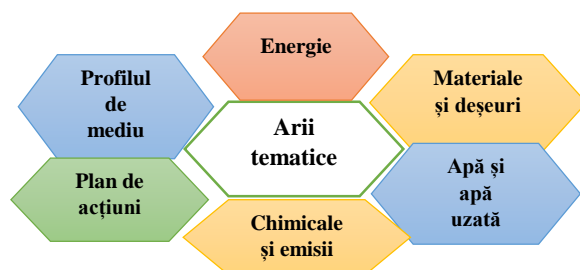 Energie
Profilul
de
mediu
Materiale
și deșeuri
Arii
tematice
Plan de
acțiuni
Apă și
apă
uzată
Chimicale
și emisii